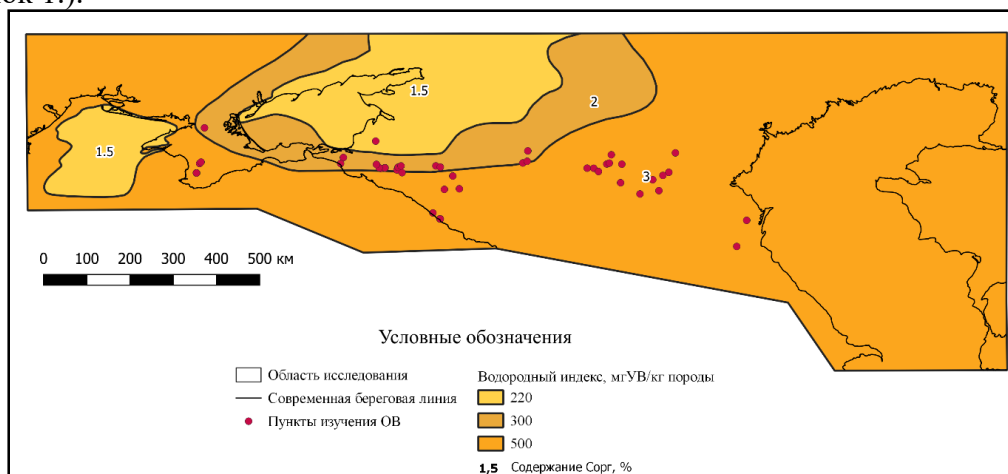 ок 1.).
1.5
2
1.5
3
0 100 200 300 400 500 км
Условные обозначения
Область исследования
Современная береговая линия
Пункты изучения ОВ
Водородный индекс, мгУВ/кг породы
220
300
500
1,5 Содержание Сорг, %